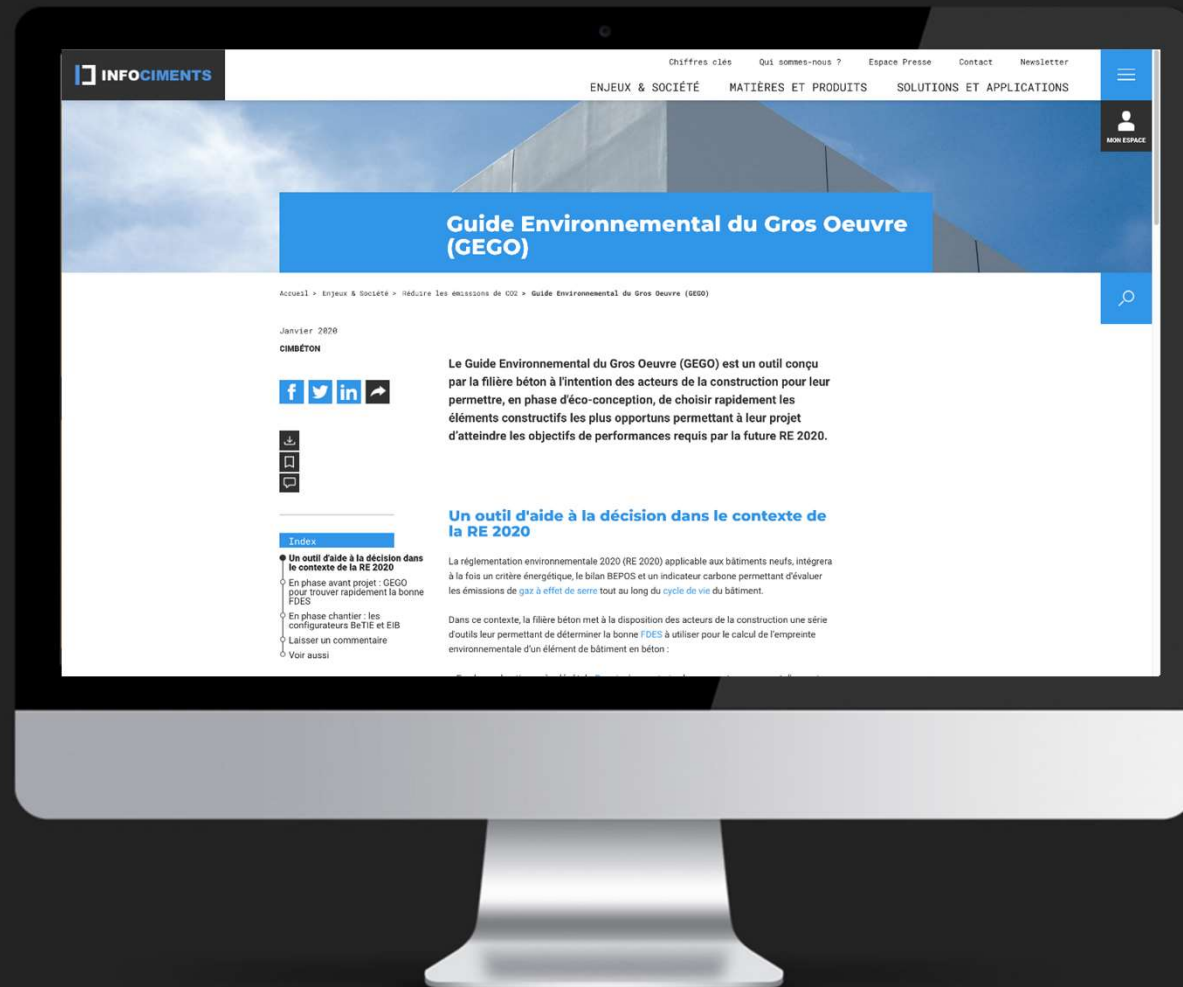 INFOCIMENTS
Chiffres clés Qui sommes-nous ? Espace Presse Contact Newsletter
ENJEUX & SOCIÉTÉ MATIÈRES ET PRODUITS SOLUTIONS ET APPLICATIONS
MON ESPACE
Guide Environnemental du Gros Oeuvre
(GEGO)
Accueil > Enjeux & Société > Réduire les émissions de CO2 > Guide Environnemental du Gros Oeuvre (GEGO)
Janvier 2020
CIMBÉTON
Le Guide Environnemental du Gros Oeuvre (GEGO) est un outil conçu
par la filière béton à l'intention des acteurs de la construction pour leur
permettre, en phase d'éco-conception, de choisir rapidement les
éléments constructifs les plus opportuns permettant à leur projet
d'atteindre les objectifs de performances requis par la future RE 2020.
Index
Un outil d'aide à la décision dans
le contexte de la RE 2020
En phase avant projet : GEGO
pour trouver rapidement la bonne
FDES
En phase chantier : les
configurateurs BeTIE et EIB
Laisser un commentaire
Voir aussi
Un outil d'aide à la décision dans le contexte de
la RE 2020
La réglementation environnementale 2020 (RE 2020) applicable aux bâtiments neufs, intègrera
à la fois un critère énergétique, le bilan BEPOS et un indicateur carbone permettant d'évaluer
les émissions de gaz à effet de serre tout au long du cycle de vie du bâtiment.
Dans ce contexte, la filière béton met à la disposition des acteurs de la construction une série
d'outils leur permettant de déterminer la bonne FDES à utiliser pour le calcul de l'empreinte
environnementale d'un élément de bâtiment en béton :